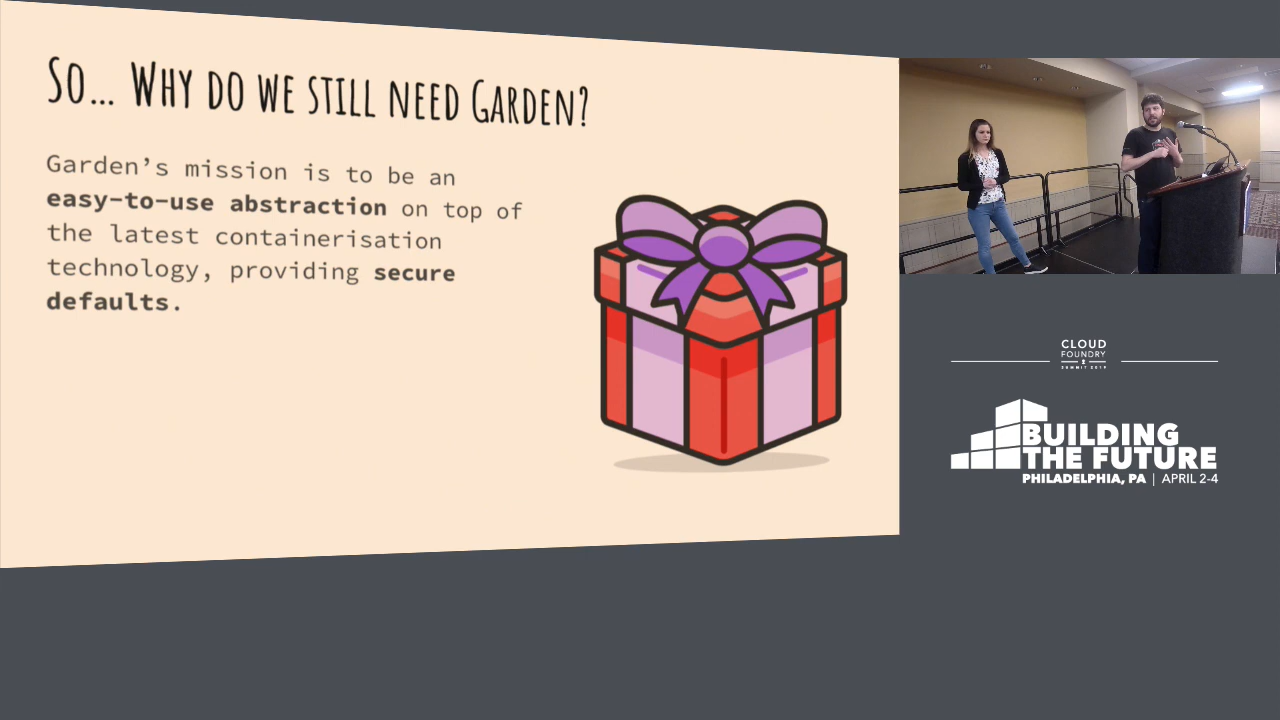 So... Why do we still need Garden?
Garden's mission is to be an
easy-to-use abstraction on top of
the latest containerisation
technology, providing secure
defaults.
CLOUD
FOUNDRY
SUMMIT 2019
BUILDING
THE FUTURE
PHILADELPHIA, PA | APRIL 2-4